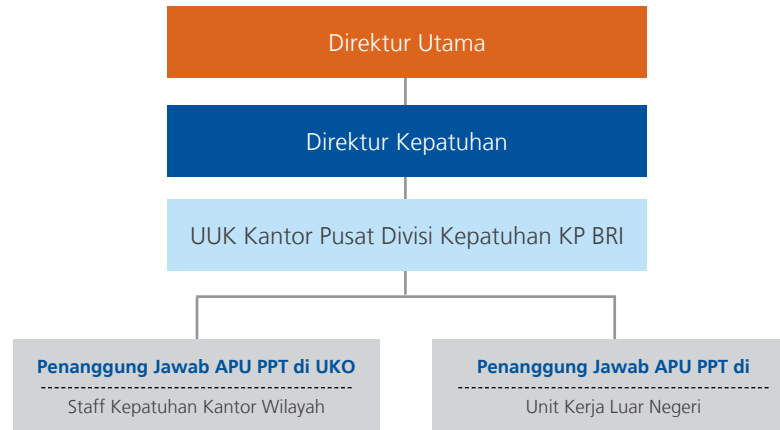 Direktur Utama
Direktur Kepatuhan
UUK Kantor Pusat Divisi Kepatuhan KP BRI
Penanggung Jawab APU PPT di UKO
Staff Kepatuhan Kantor Wilayah
Penanggung Jawab APU PPT di
Unit Kerja Luar Negeri